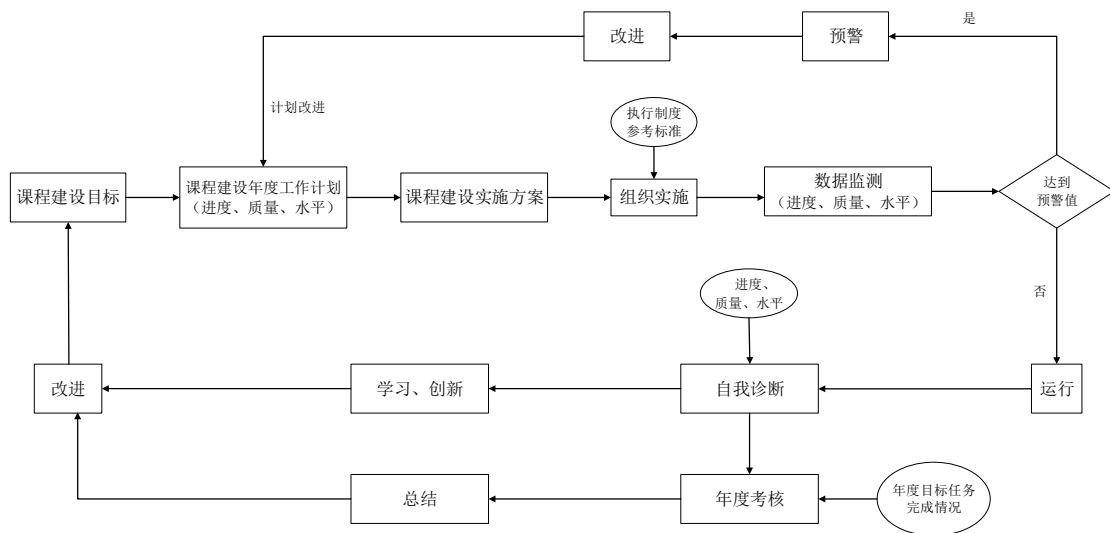 改进
预警
是
计划改进
执行制度
参考标准
课程建设目标
课程建设年度工作计划
（进度、质量、水平）
课程建设实施方案
组织实施
数据监测
（进度、质量、水平）
达到
预警值
进度、
质量、水平
否
改进
学习、创新
自我诊断
运行
总结
年度考核
年度目标任务
完成情况